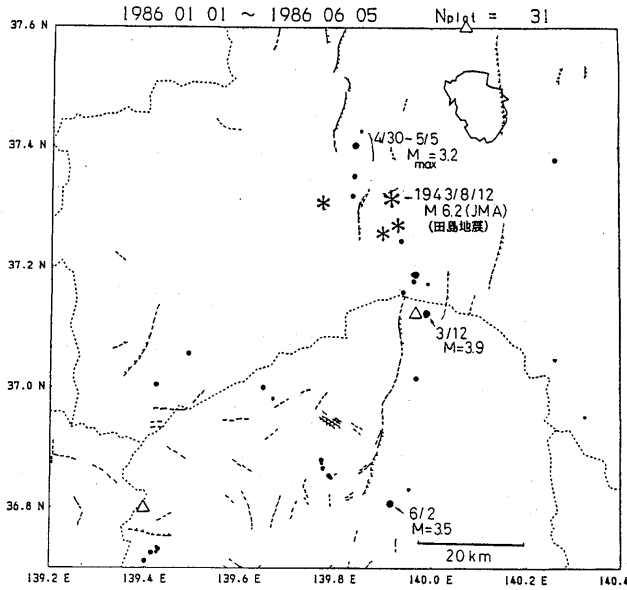 1986 01 01 ~ 1986 06 05 Nplot = 31
37.6 N
4/30-5/5
Mmax=3.2
37.4 N
1943/8/12
M 6.2 (JMA)
(田島地震)
37.2 N
3/12
M=3.9
37.0 N
36.8 N
6/2
M=3.5
20 km
139.2 E 139.4 E 139.6 E 139.8 E 140.0 E 140.2 E 140.4